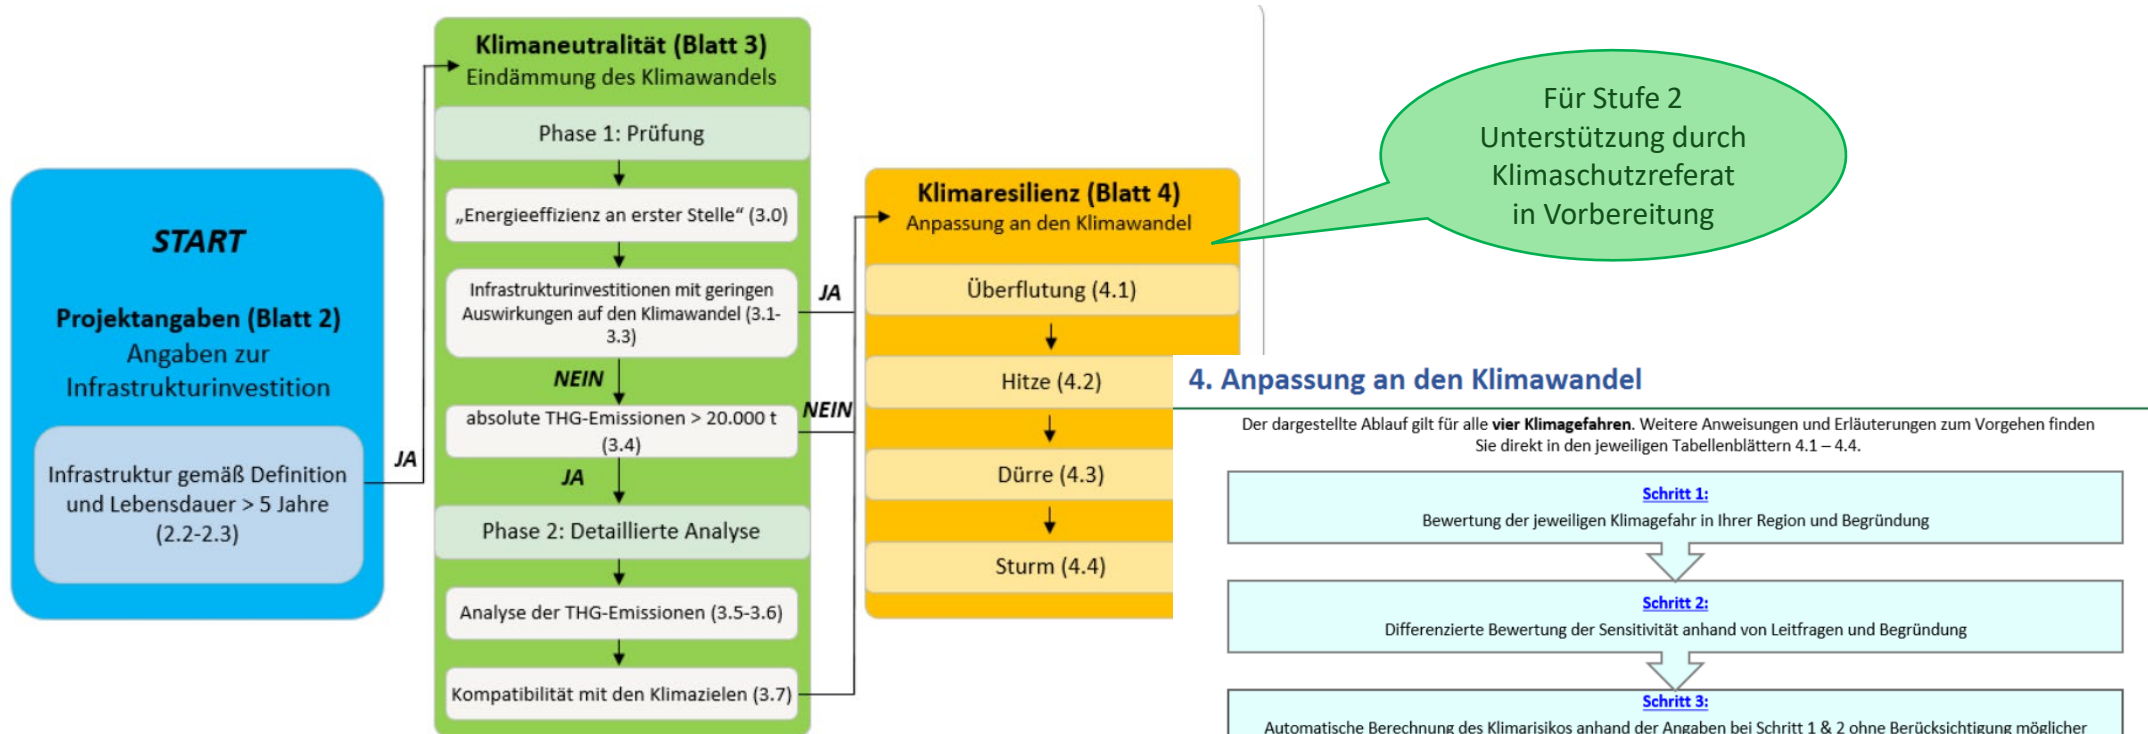 START
Projektangaben (Blatt 2)
Angaben zur
Infrastrukturinvestition
Infrastruktur gemäß Definition
und Lebensdauer > 5 Jahre
(2.2-2.3)
JA
Klimaneutralität (Blatt 3)
Eindämmung des Klimawandels
Phase 1: Prüfung
„Energieeffizienz an erster Stelle“ (3.0)
Infrastrukturinvestitionen mit geringen
Auswirkungen auf den Klimawandel (3.1-
3.3)
JA
NEIN
absolute THG-Emissionen > 20.000 t
(3.4)
NEIN
JA
Phase 2: Detaillierte Analyse
Analyse der THG-Emissionen (3.5-3.6)
Kompatibilität mit den Klimazielen (3.7)
Klimaresilienz (Blatt 4)
Anpassung an den Klimawandel
Überflutung (4.1)
Hitze (4.2)
Dürre (4.3)
Sturm (4.4)
Für Stufe 2
Unterstützung durch
Klimaschutzreferat
in Vorbereitung
4. Anpassung an den Klimawandel
Der dargestellte Ablauf gilt für alle vier Klimagefahren. Weitere Anweisungen und Erläuterungen zum Vorgehen finden
Sie direkt in den jeweiligen Tabellenblättern 4.1 – 4.4.
Schritt 1:
Bewertung der jeweiligen Klimagefahr in Ihrer Region und Begründung
Schritt 2:
Differenzierte Bewertung der Sensitivität anhand von Leitfragen und Begründung
Schritt 3:
Automatische Berechnung des Klimarisikos anhand der Angaben bei Schritt 1 & 2 ohne Berücksichtigung möglicher